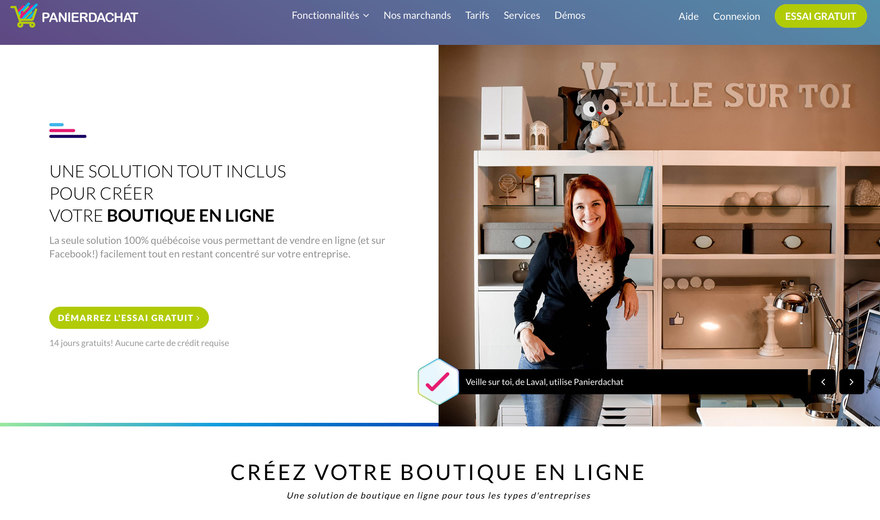 PANIERDACHAT
Fonctionnalités
Nos marchands
Tarifs
Services
Démos
Aide
Connexion
ESSAI GRATUIT
VEILLE SUR TOI
UNE SOLUTION TOUT INCLUS
POUR CRÉER
VOTRE BOUTIQUE EN LIGNE
La seule solution 100% québécoise vous permettant de vendre en ligne (et sur
Facebook!) facilement tout en restant concentré sur votre entreprise.
DÉMARREZ L'ESSAI GRATUIT ›
14 jours gratuits! Aucune carte de crédit requise
Veille sur toi, de Laval, utilise Panierdachat
CRÉEZ VOTRE BOUTIQUE EN LIGNE
Une solution de boutique en ligne pour tous les types d'entreprises